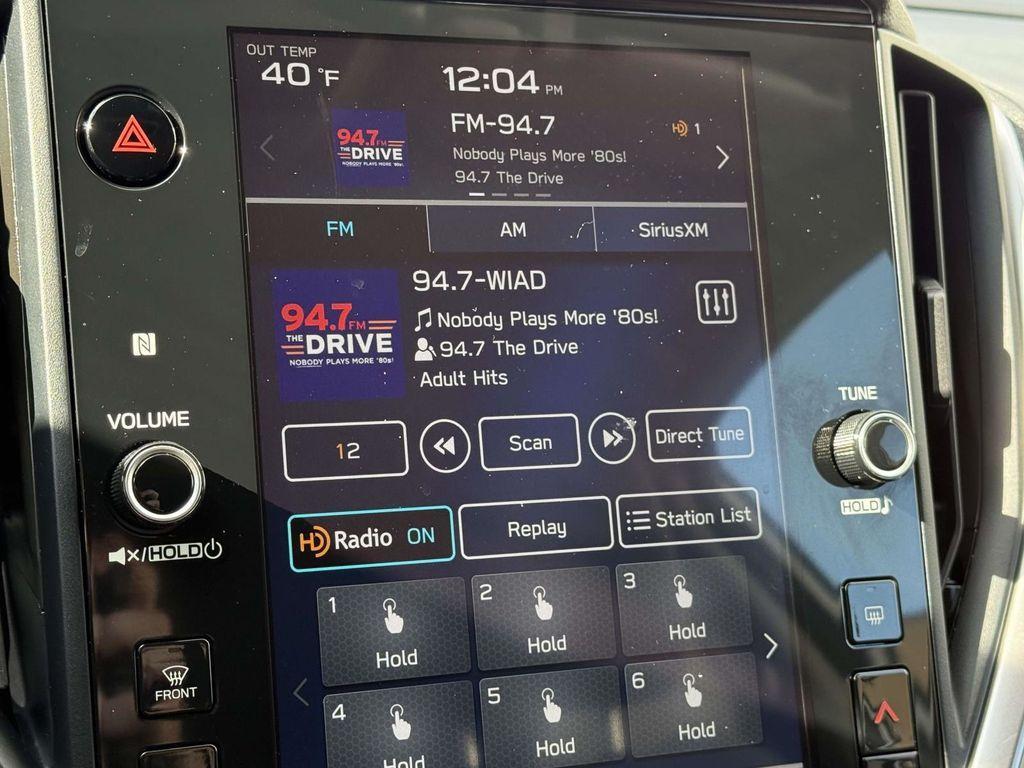 OUT TEMP
40 °F
12:04 PM
94.7 FM
THE DRIVE
NOBODY PLAYS MORE '80s!
FM-94.7
HD 1
Nobody Plays More '80s!
94.7 The Drive
FM
AM
SiriusXM
94.7 FM
THE DRIVE
NOBODY PLAYS MORE '80s!
94.7-WIAD
Nobody Plays More '80s!
94.7 The Drive
Adult Hits
N
VOLUME
TUNE
12
Scan
Direct Tune
HOLD
HD Radio ON
Replay
Station List
/HOLD
1
Hold
2
Hold
3
Hold
FRONT
4
Hold
5
Hold
6
Hold